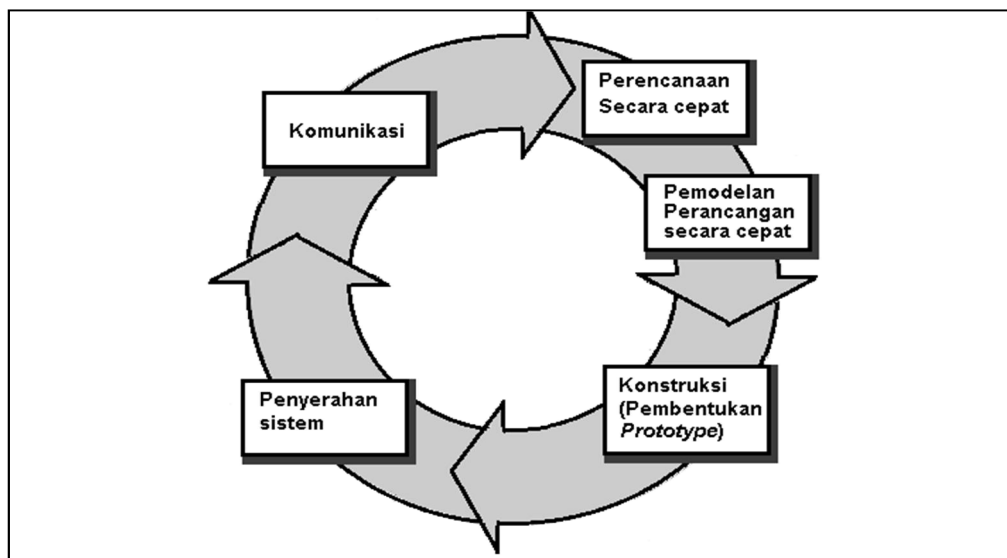 Komunikasi
Perencanaan
Secara cepat
Pemodelan
Perancangan
secara cepat
Konstruksi
(Pembentukan
Prototype)
Penyerahan
sistem